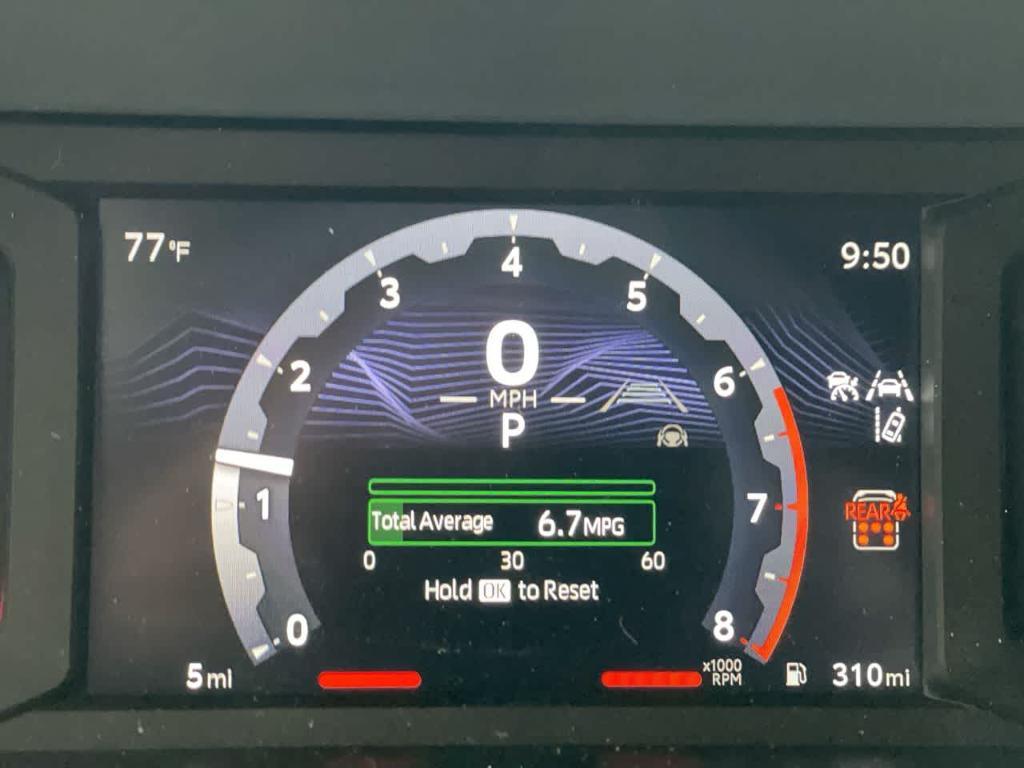 77°F
9:50
4
3
5
2
0
6
MPH
P
1
7
REAR
Total Average 6.7MPG
0 30 60
Hold OK to Reset
0
8
x1000
RPM
5mi
310mi